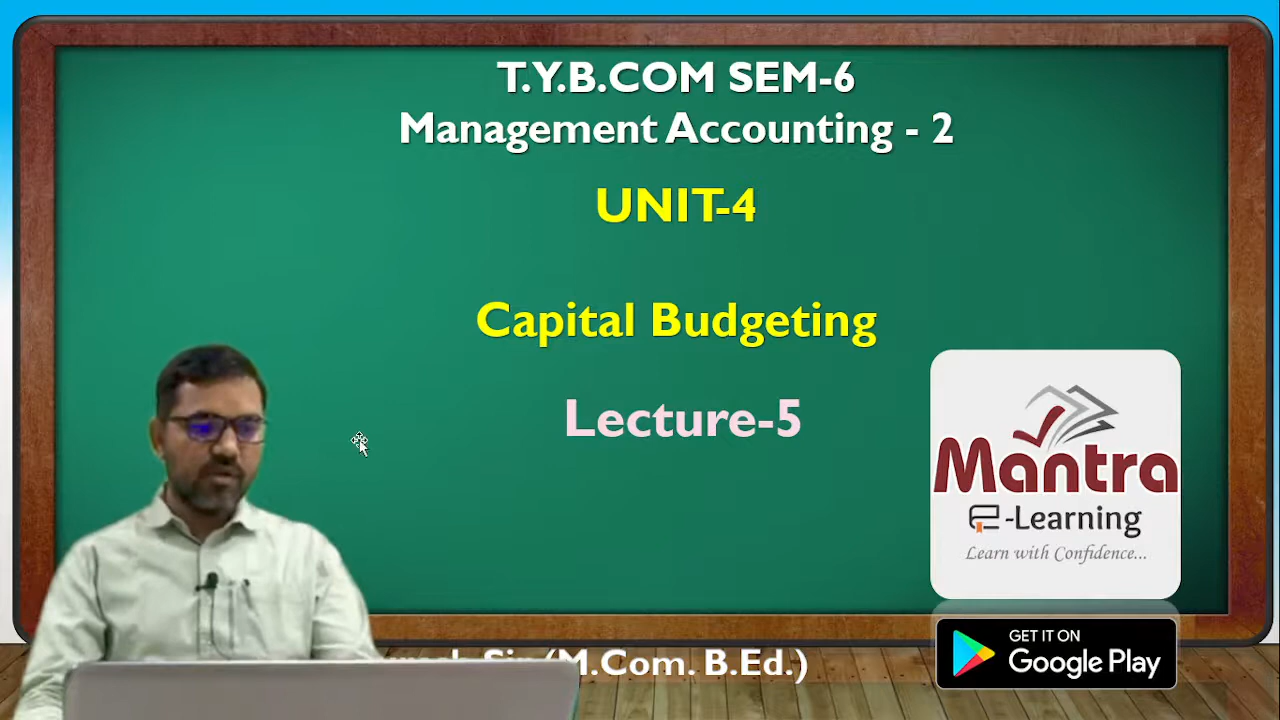 T.Y.B.COM SEM-6
Management Accounting - 2
UNIT-4
Capital Budgeting
Lecture-5
Mantra
e-Learning
Learn with Confidence...
Sir (M.Com. B.Ed.)
GET IT ON
Google Play